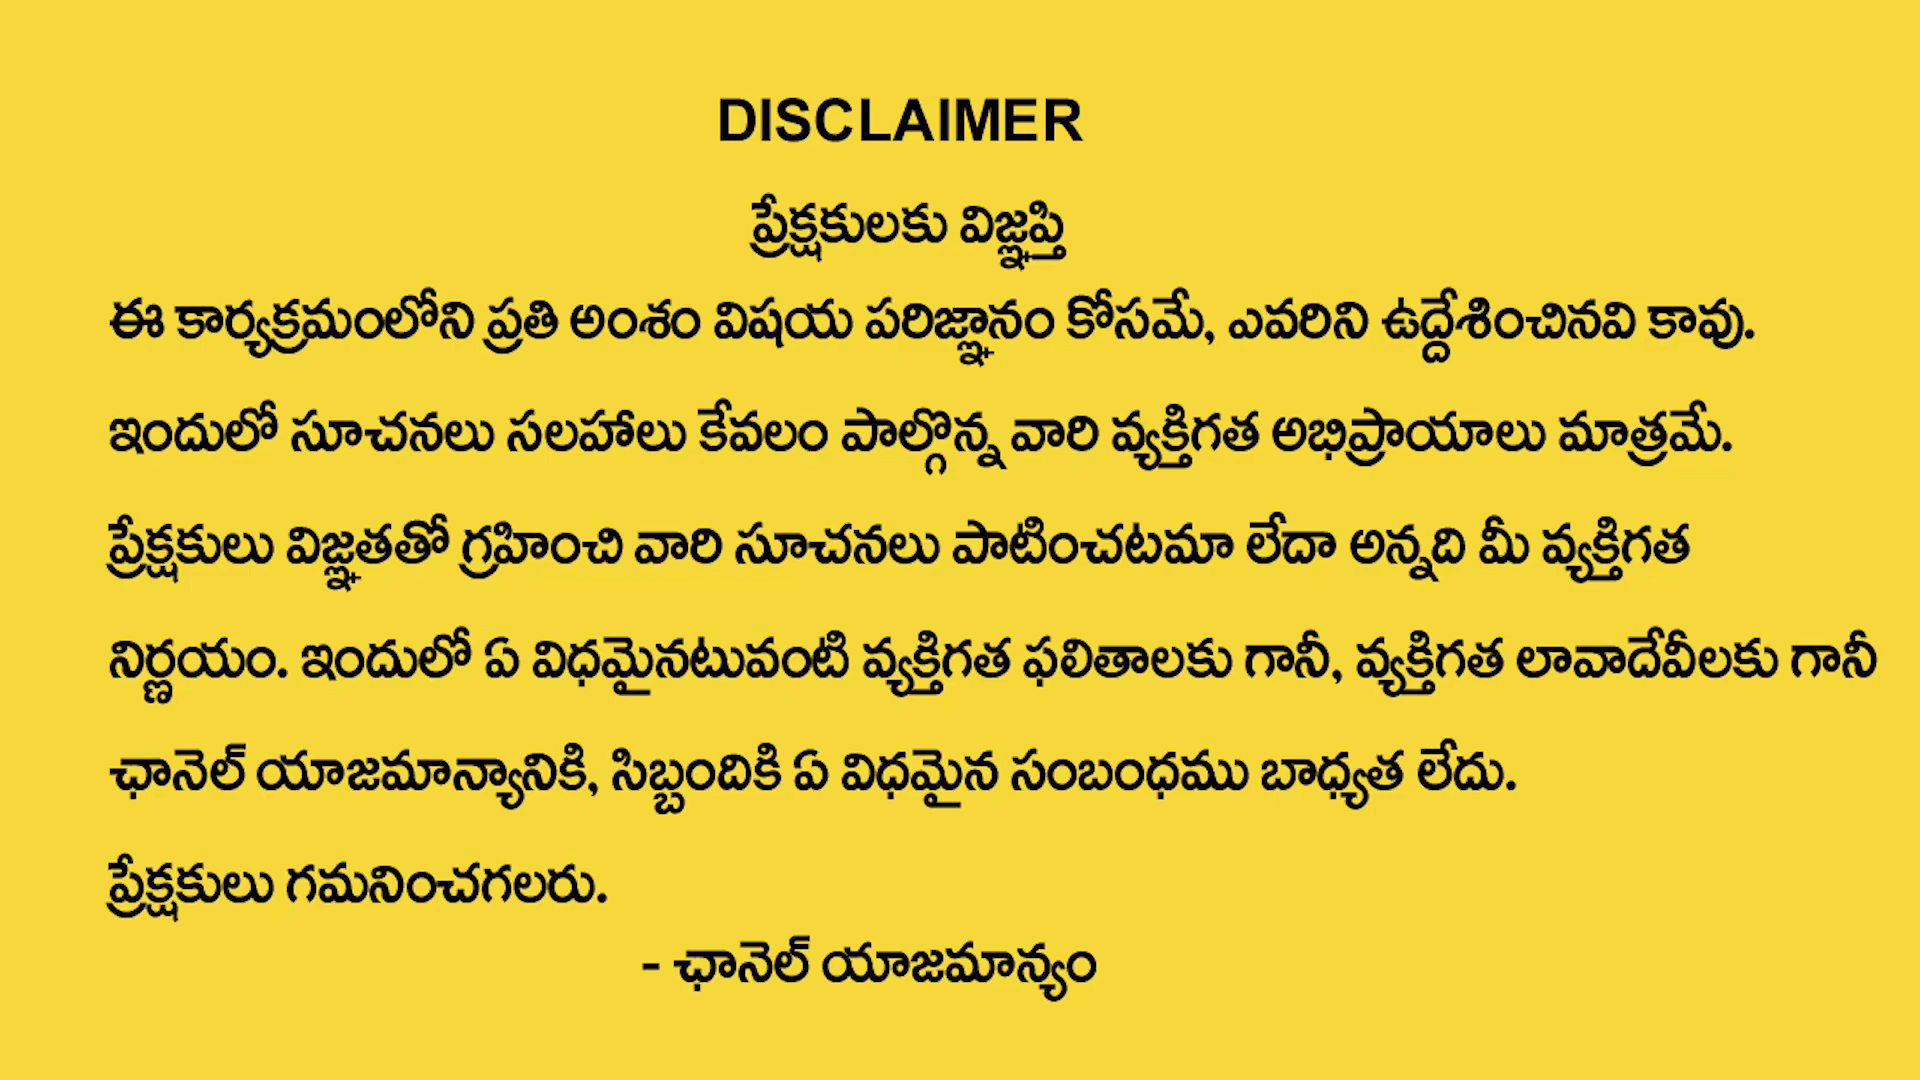 DISCLAIMER
ప్రేక్షకులకు విజ్ఞప్తి
ఈ కార్యక్రమంలోని ప్రతి అంశం విషయ పరిజ్ఞానం కోసమే, ఎవరిని ఉద్దేశించినవి కావు.
ఇందులో సూచనలు సలహాలు కేవలం పాల్గొన్న వారి వ్యక్తిగత అభిప్రాయాలు మాత్రమే.
ప్రేక్షకులు విజ్ఞతతో గ్రహించి వారి సూచనలు పాటించటమా లేదా అన్నది మీ వ్యక్తిగత
నిర్ణయం. ఇందులో ఏ విధమైనటువంటి వ్యక్తిగత ఫలితాలకు గానీ, వ్యక్తిగత లావాదేవీలకు గానీ
ఛానెల్ యాజమాన్యానికి, సిబ్బందికి ఏ విధమైన సంబంధము బాధ్యత లేదు.
ప్రేక్షకులు గమనించగలరు.
- ఛానెల్ యాజమాన్యం